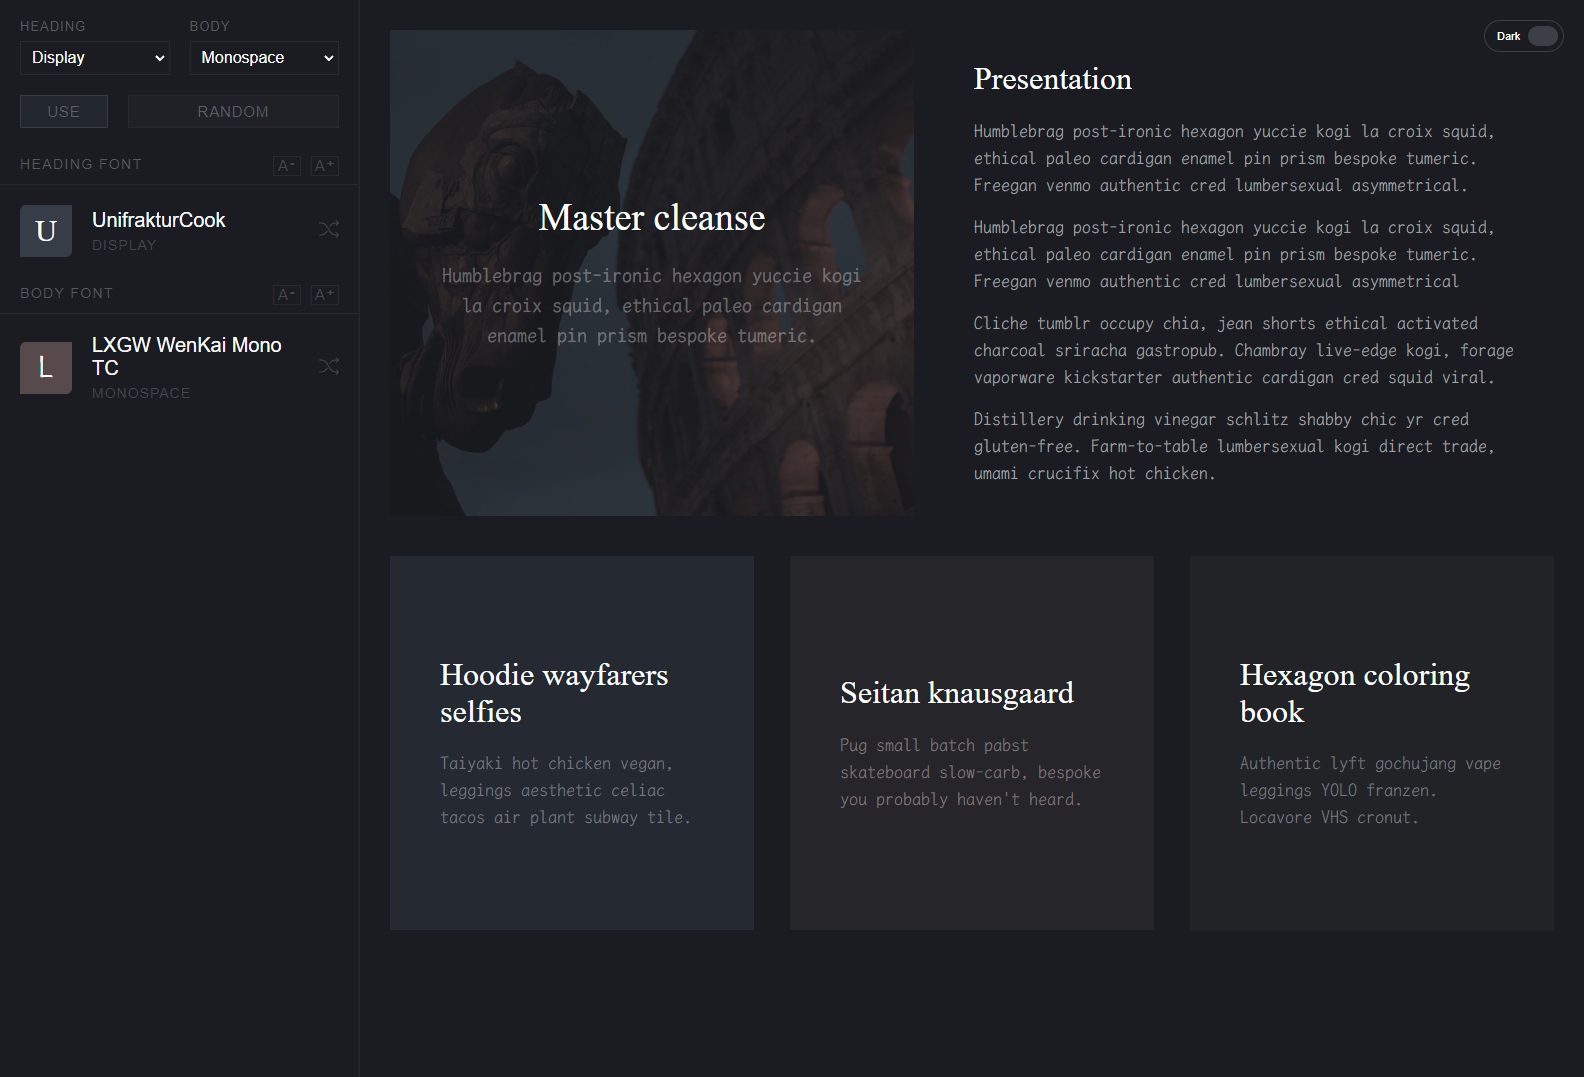 HEADING
BODY
Display
Monospace
USE
RANDOM
HEADING FONT
A-
A+
U
UnifrakturCook
DISPLAY
BODY FONT
A-
A+
L
LXGW WenKai Mono
TC
MONOSPACE
Dark
Master cleanse
Humblebrag post-ironic hexagon yuccie kogi
la croix squid, ethical paleo cardigan
enamel pin prism bespoke tumeric.
Presentation
Humblebrag post-ironic hexagon yuccie kogi la croix squid,
ethical paleo cardigan enamel pin prism bespoke tumeric.
Freegan venmo authentic cred lumbersexual asymmetrical.
Humblebrag post-ironic hexagon yuccie kogi la croix squid,
ethical paleo cardigan enamel pin prism bespoke tumeric.
Freegan venmo authentic cred lumbersexual asymmetrical
Cliche tumblr occupy chia, jean shorts ethical activated
charcoal sriracha gastropub. Chambray live-edge kogi, forage
vaporware kickstarter authentic cardigan cred squid viral.
Distillery drinking vinegar schlitz shabby chic yr cred
gluten-free. Farm-to-table lumbersexual kogi direct trade,
umami crucifix hot chicken.
Hoodie wayfarers
selfies
Taiyaki hot chicken vegan,
leggings aesthetic celiac
tacos air plant subway tile.
Seitan knausgaard
Pug small batch pabst
skateboard slow-carb, bespoke
you probably haven't heard.
Hexagon coloring
book
Authentic lyft gochujang vape
leggings YOLO franzen.
Locavore VHS cronut.